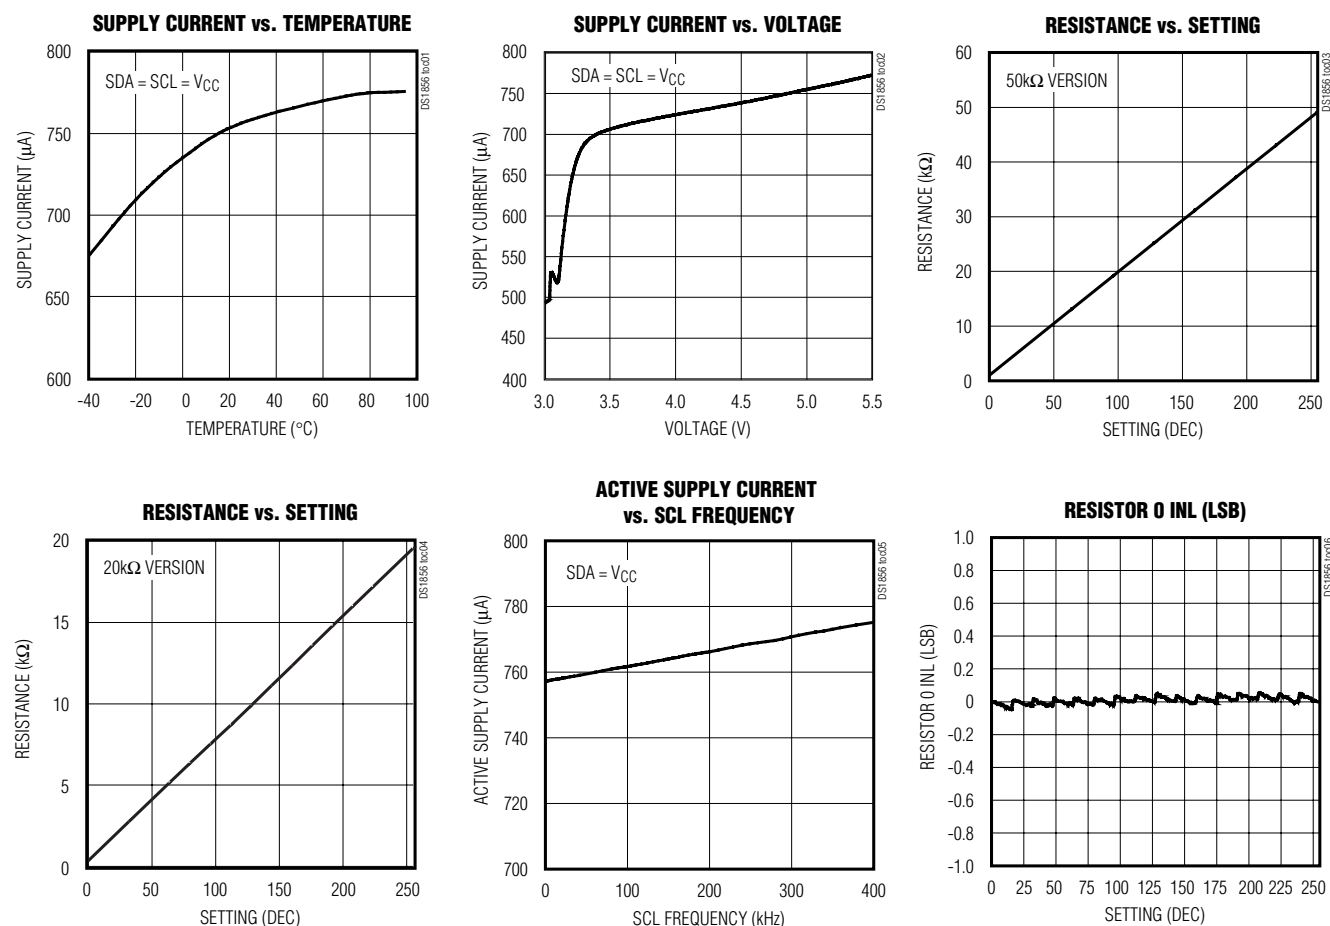 SUPPLY CURRENT vs. TEMPERATURE
SDA = SCL = VCC
DS1856 toc01
SUPPLY CURRENT (µA)
800
750
700
650
600
-40 -20 0 20 40 60 80 100
TEMPERATURE (°C)
SUPPLY CURRENT vs. VOLTAGE
SDA = SCL = VCC
DS1856 toc02
SUPPLY CURRENT (µA)
800
750
700
650
600
550
500
450
400
3.0 3.5 4.0 4.5 5.0 5.5
VOLTAGE (V)
RESISTANCE vs. SETTING
50kΩ VERSION
DS1856 toc03
RESISTANCE (kΩ)
60
50
40
30
20
10
0
0 50 100 150 200 250
SETTING (DEC)
RESISTANCE vs. SETTING
20kΩ VERSION
DS1856 toc04
RESISTANCE (kΩ)
20
15
10
5
0
0 50 100 150 200 250
SETTING (DEC)
ACTIVE SUPPLY CURRENT
vs. SCL FREQUENCY
SDA = VCC
DS1856 toc05
ACTIVE SUPPLY CURRENT (µA)
800
780
760
740
720
700
0 100 200 300 400
SCL FREQUENCY (kHz)
RESISTOR 0 INL (LSB)
DS1856 toc06
RESISTOR 0 INL (LSB)
1.0
0.8
0.6
0.4
0.2
0
-0.2
-0.4
-0.6
-0.8
-1.0
0 25 50 75 100 125 150 175 200 225 250
SETTING (DEC)